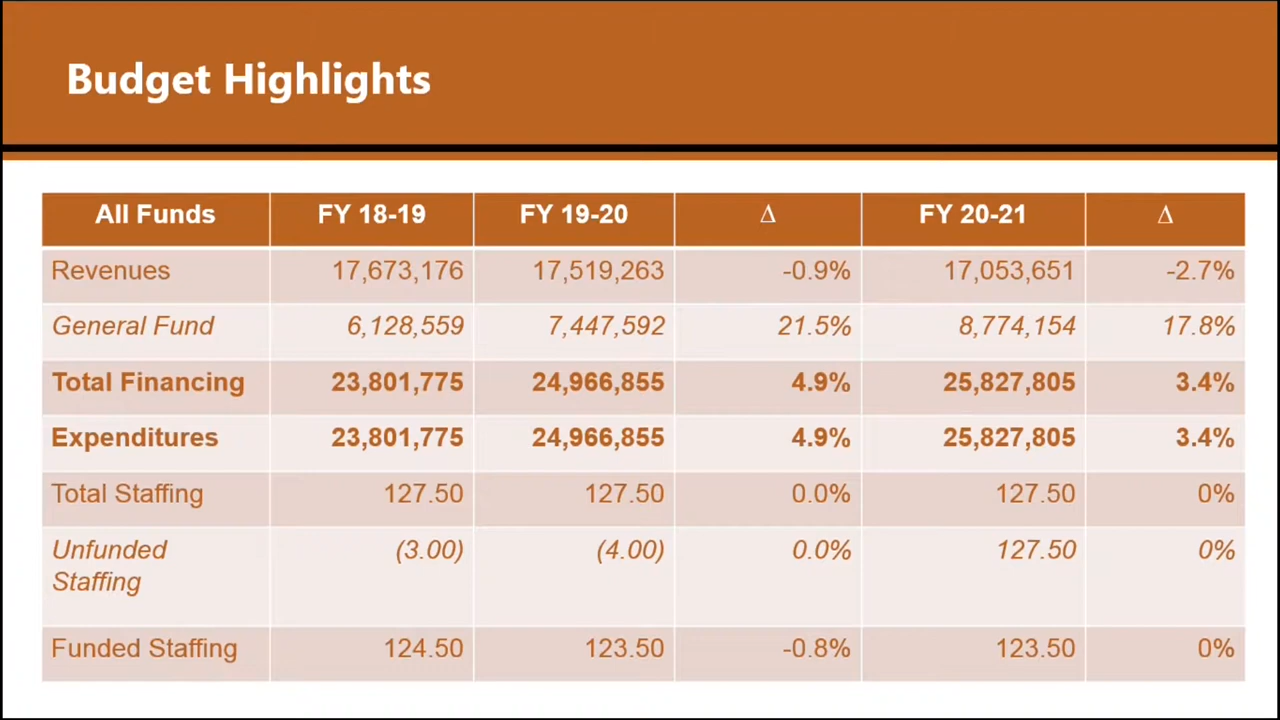 Budget Highlights
All Funds FY 18-19 FY 19-20 Δ FY 20-21 Δ
Revenues 17,673,176 17,519,263 -0.9% 17,053,651 -2.7%
General Fund 6,128,559 7,447,592 21.5% 8,774,154 17.8%
Total Financing 23,801,775 24,966,855 4.9% 25,827,805 3.4%
Expenditures 23,801,775 24,966,855 4.9% 25,827,805 3.4%
Total Staffing 127.50 127.50 0.0% 127.50 0%
Unfunded (3.00) (4.00) 0.0% 127.50 0%
Staffing
Funded Staffing 124.50 123.50 -0.8% 123.50 0%